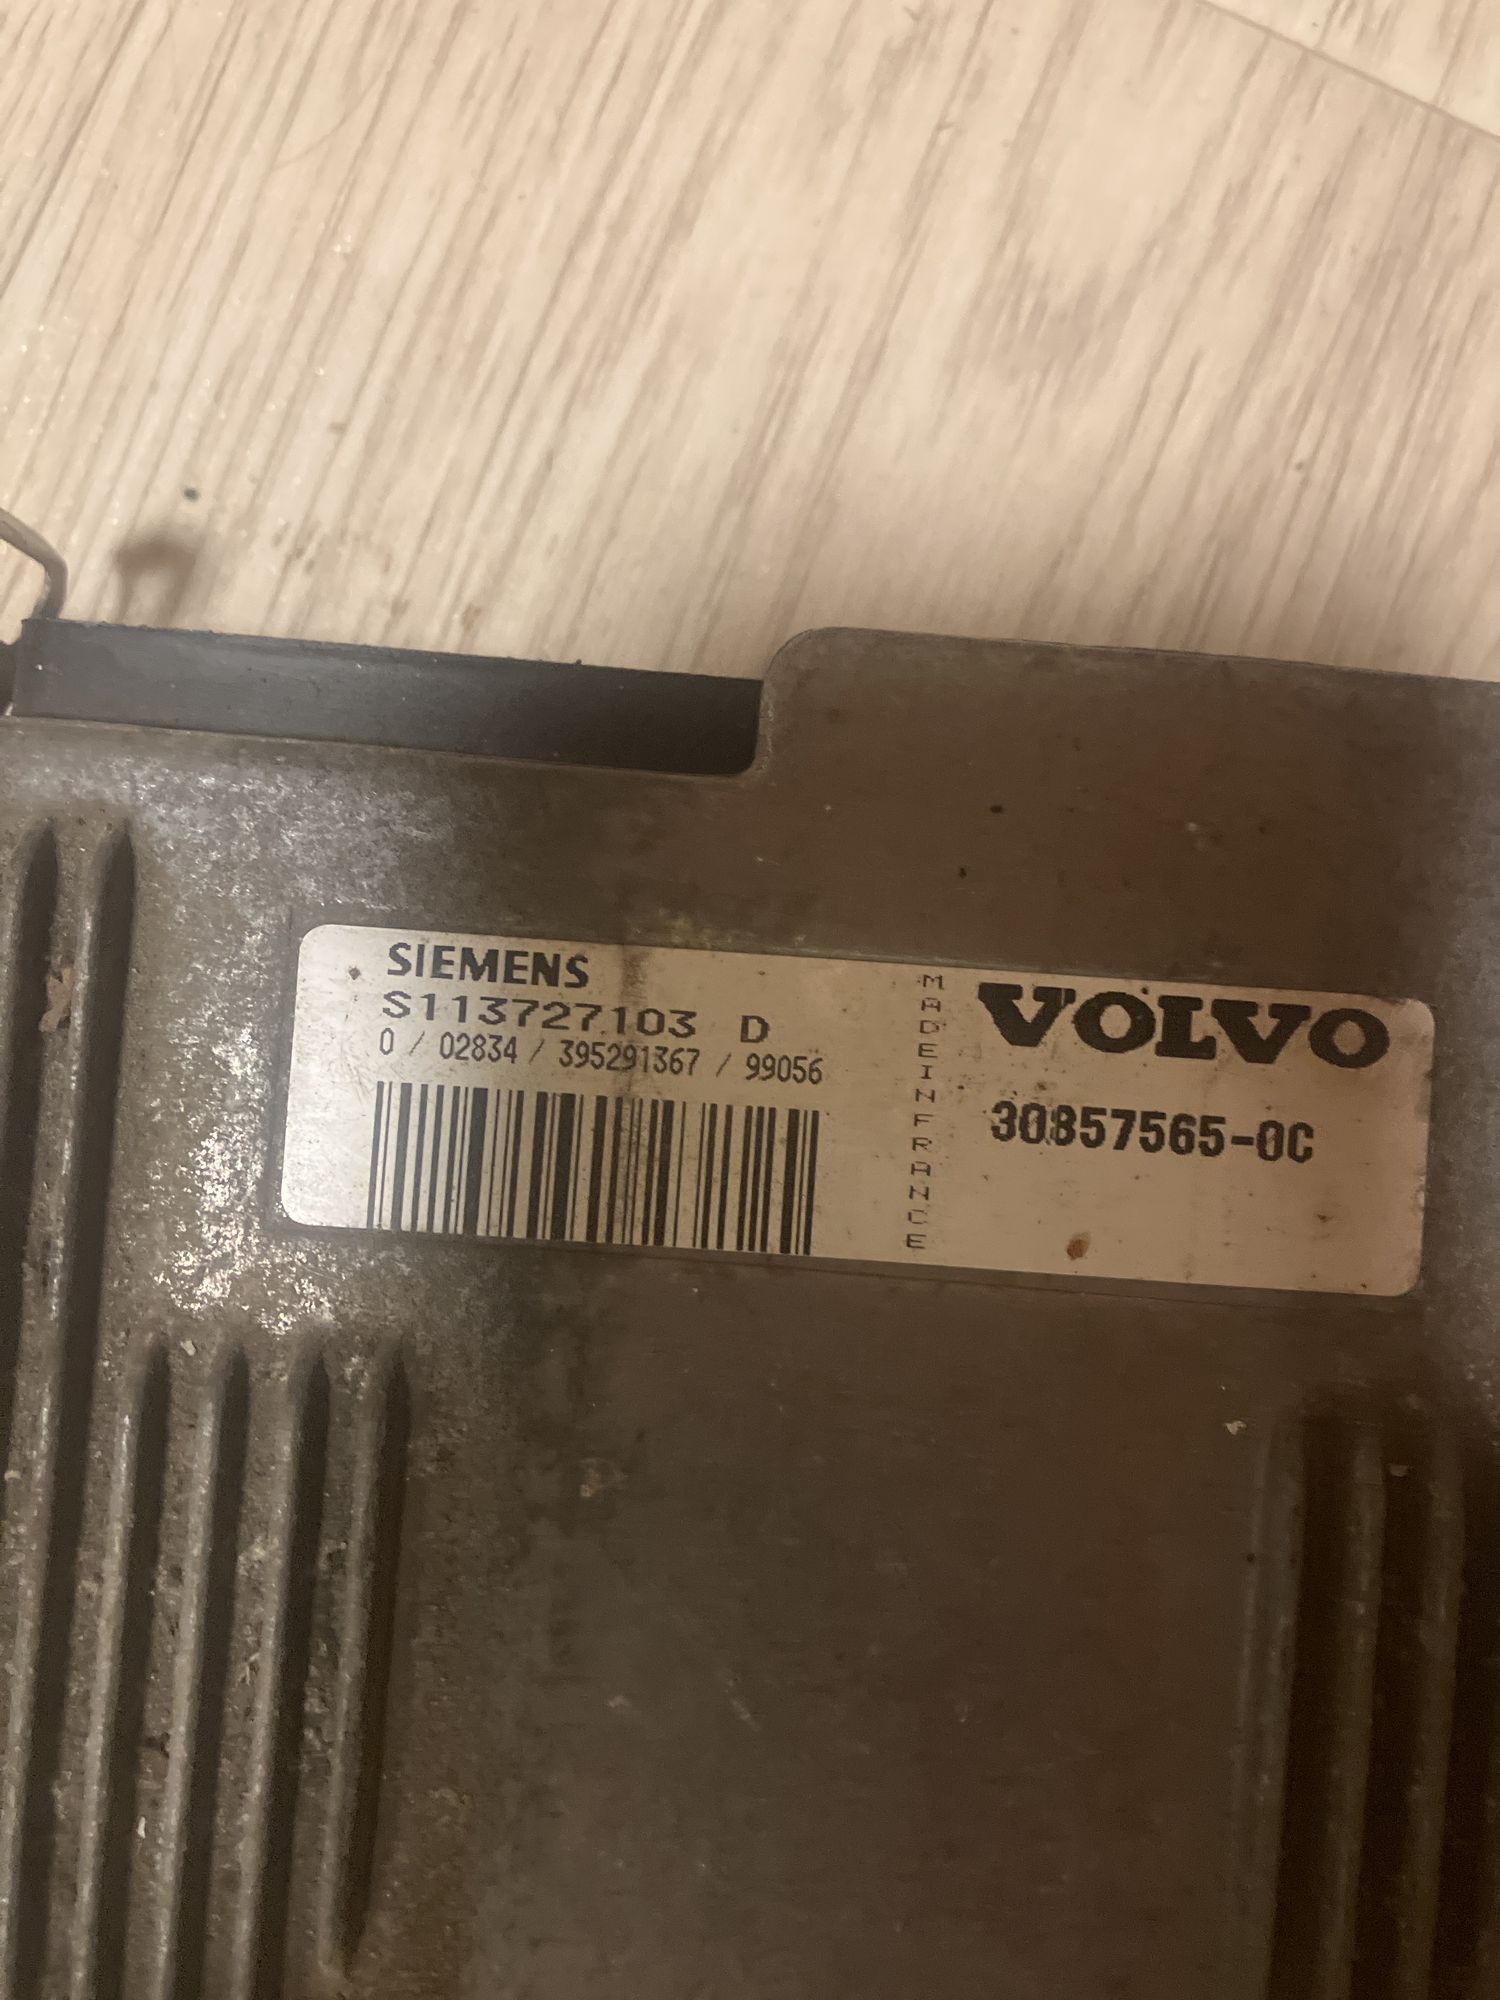 SIEMENS
S113727103 D
0 / 02834 / 395291367 / 99056
MADE IN FRANCE
VOLVO
30857565-0C